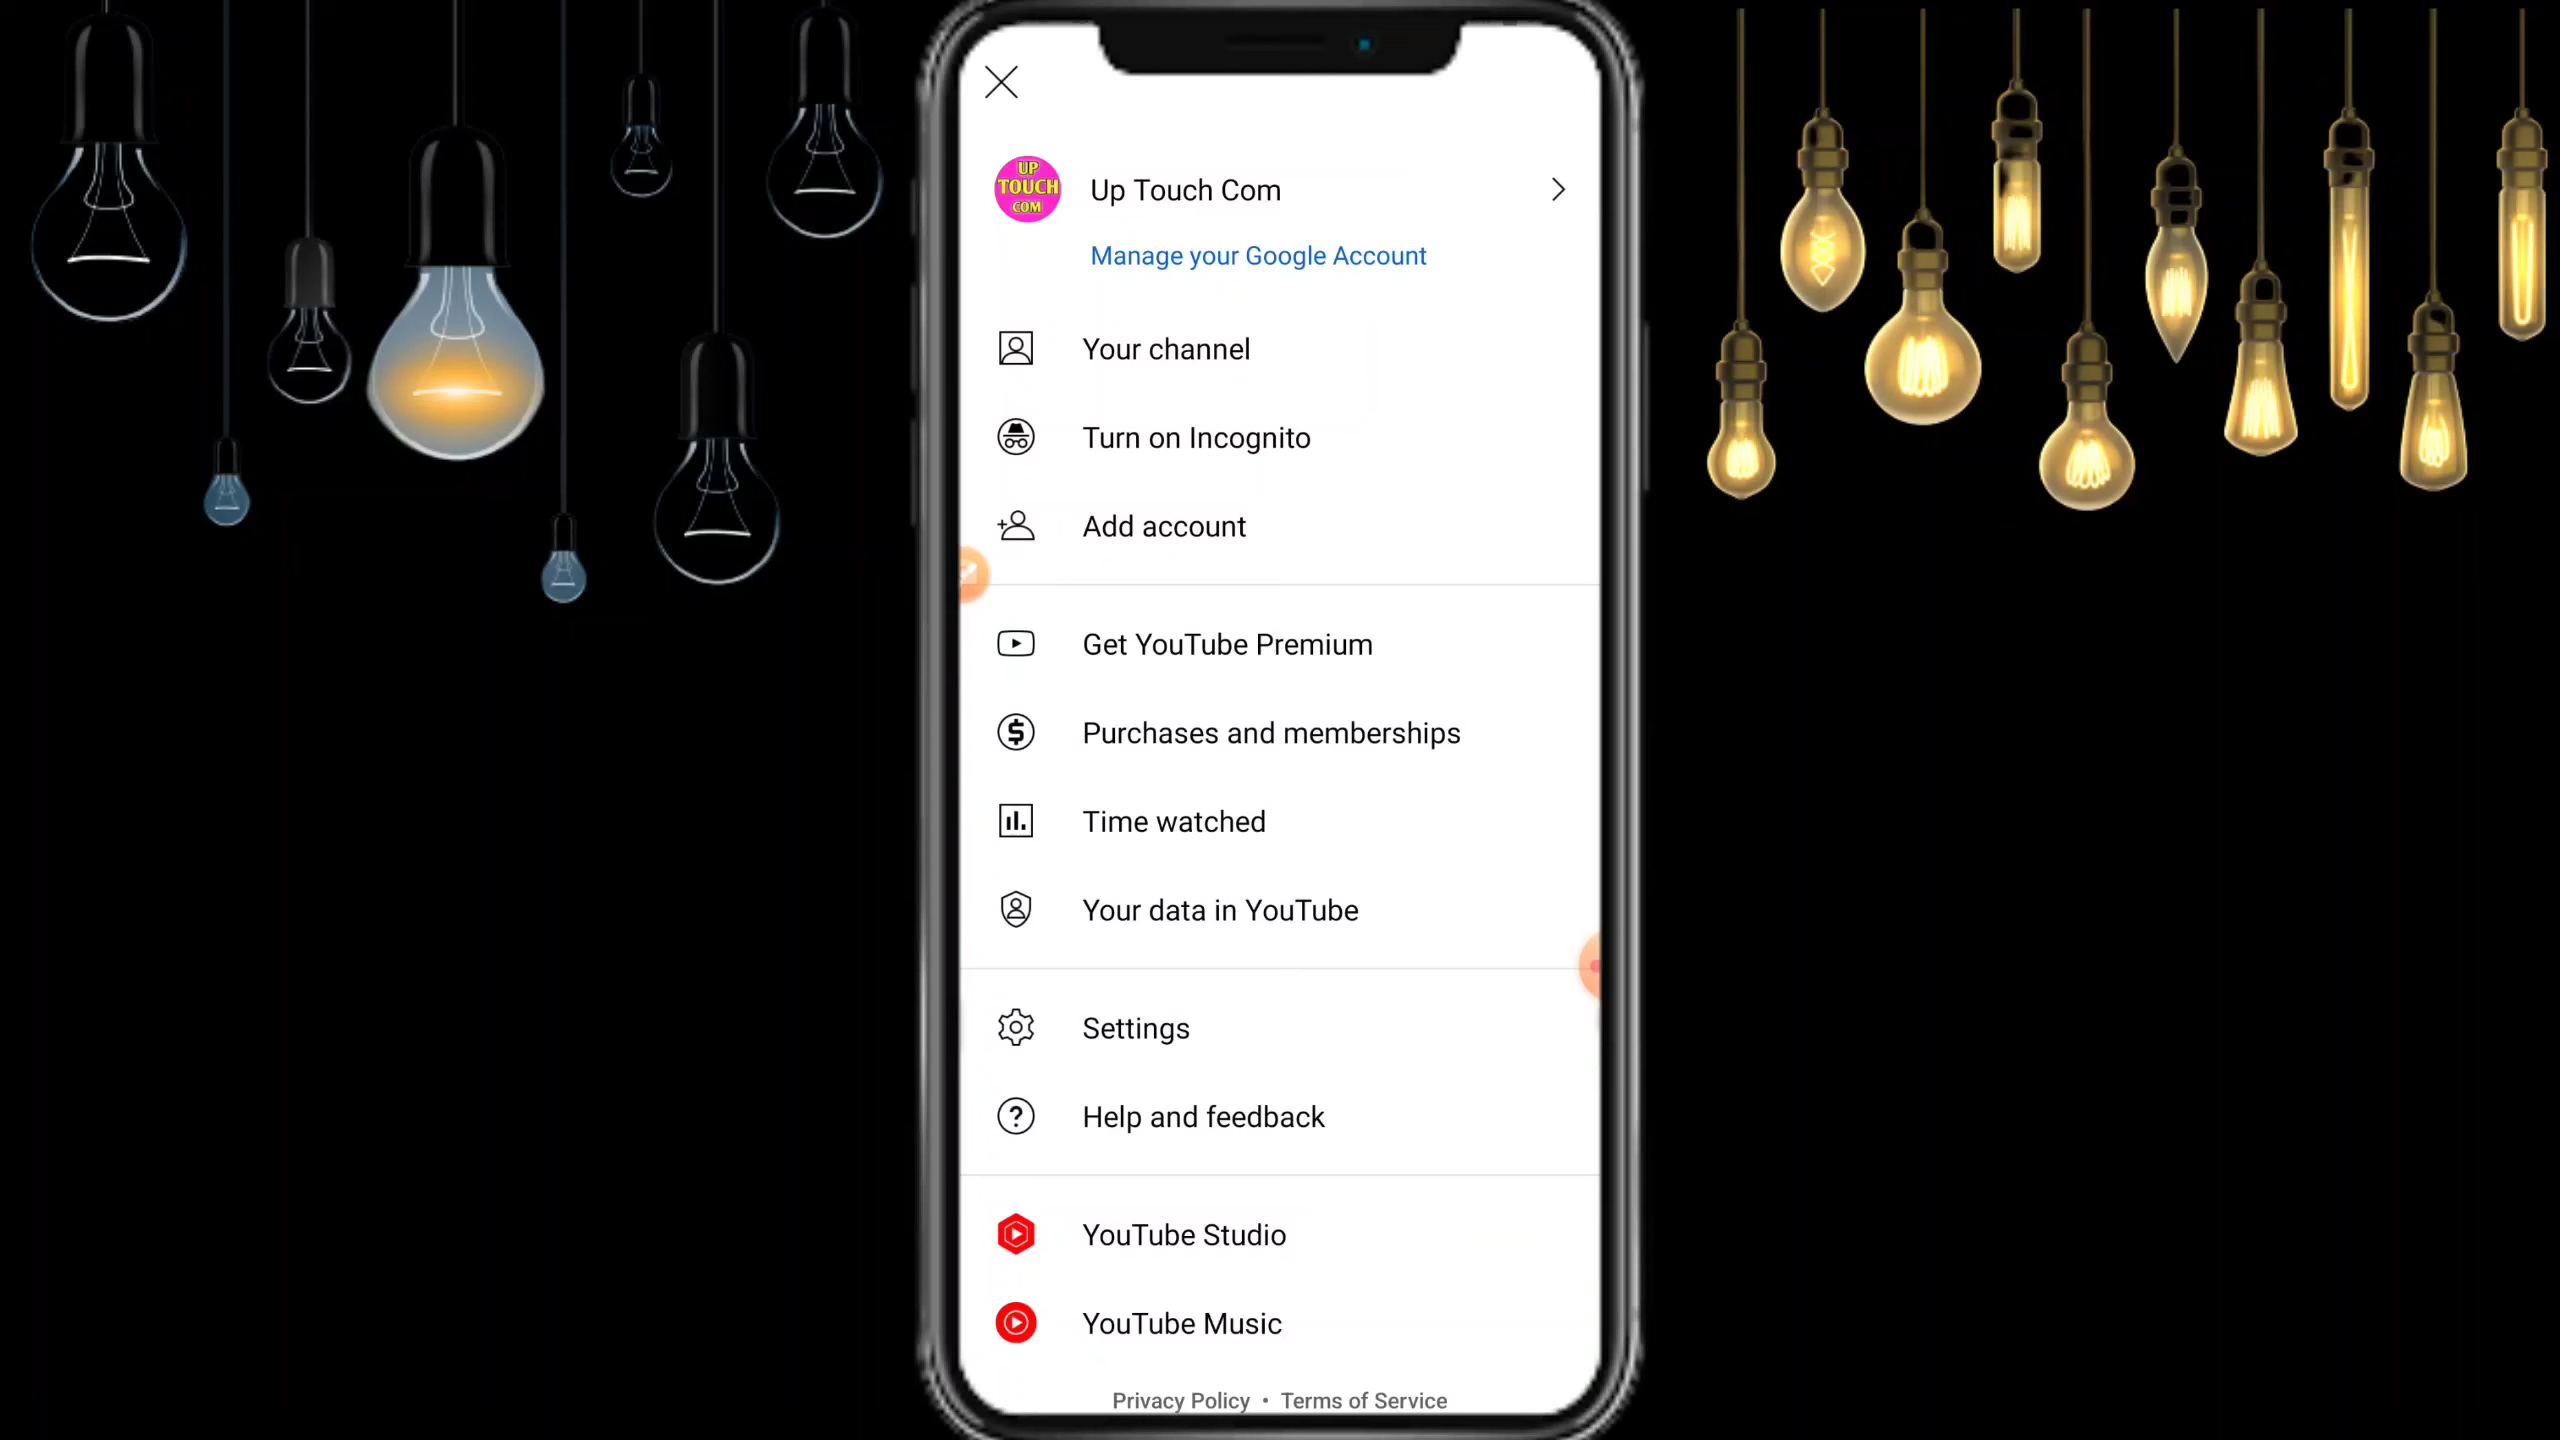 UP
TOUCH
COM
Up Touch Com
Manage your Google Account
Your channel
Turn on Incognito
Add account
Get YouTube Premium
Purchases and memberships
Time watched
Your data in YouTube
Settings
Help and feedback
YouTube Studio
YouTube Music
Privacy Policy • Terms of Service